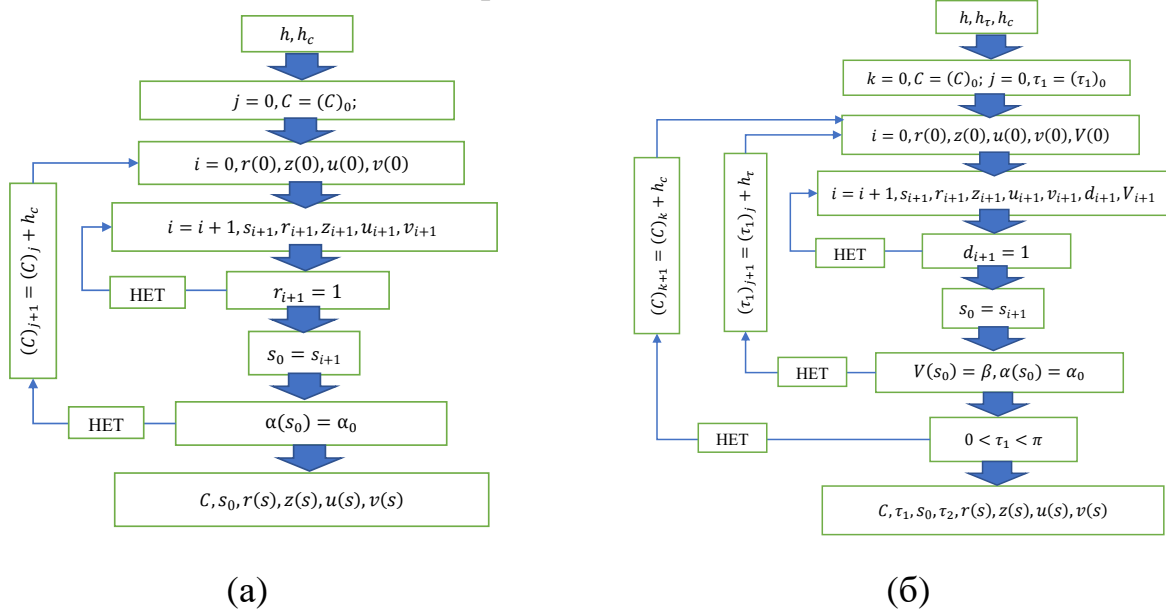 h, h_c
j = 0, C = (C)_0;
i = 0, r(0), z(0), u(0), v(0)
(C)_{j+1} = (C)_j + h_c
i = i + 1, s_{i+1}, r_{i+1}, z_{i+1}, u_{i+1}, v_{i+1}
НЕТ
r_{i+1} = 1
s_0 = s_{i+1}
НЕТ
α(s_0) = α_0
C, s_0, r(s), z(s), u(s), v(s)
(а)
h, h_τ, h_c
k = 0, C = (C)_0; j = 0, τ_1 = (τ_1)_0
i = 0, r(0), z(0), u(0), v(0), V(0)
(C)_{k+1} = (C)_k + h_c
(τ_1)_{j+1} = (τ_1)_j + h_τ
i = i + 1, s_{i+1}, r_{i+1}, z_{i+1}, u_{i+1}, v_{i+1}, d_{i+1}, V_{i+1}
НЕТ
d_{i+1} = 1
s_0 = s_{i+1}
НЕТ
V(s_0) = β, α(s_0) = α_0
НЕТ
0 < τ_1 < π
C, τ_1, s_0, τ_2, r(s), z(s), u(s), v(s)
(б)